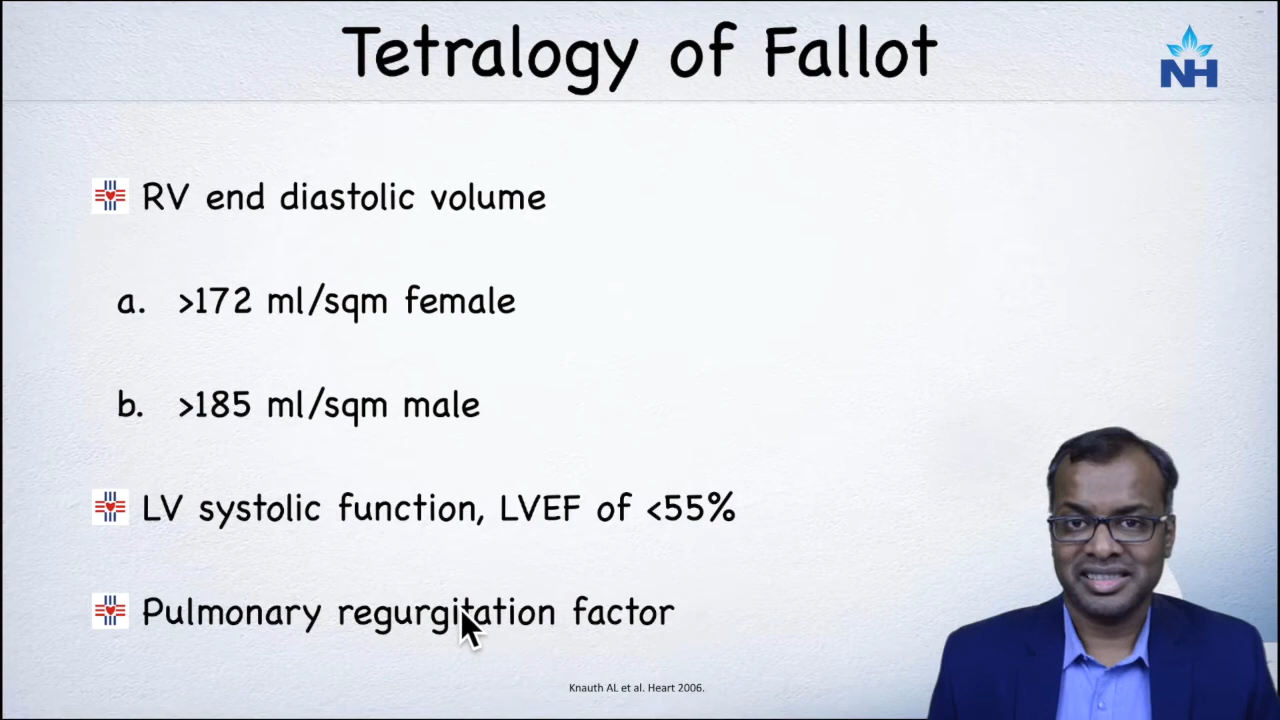 Tetralogy of Fallot
NH
RV end diastolic volume
a. >172 ml/sqm female
b. >185 ml/sqm male
LV systolic function, LVEF of <55%
Pulmonary regurgitation factor
Knauth AL et al. Heart 2006.